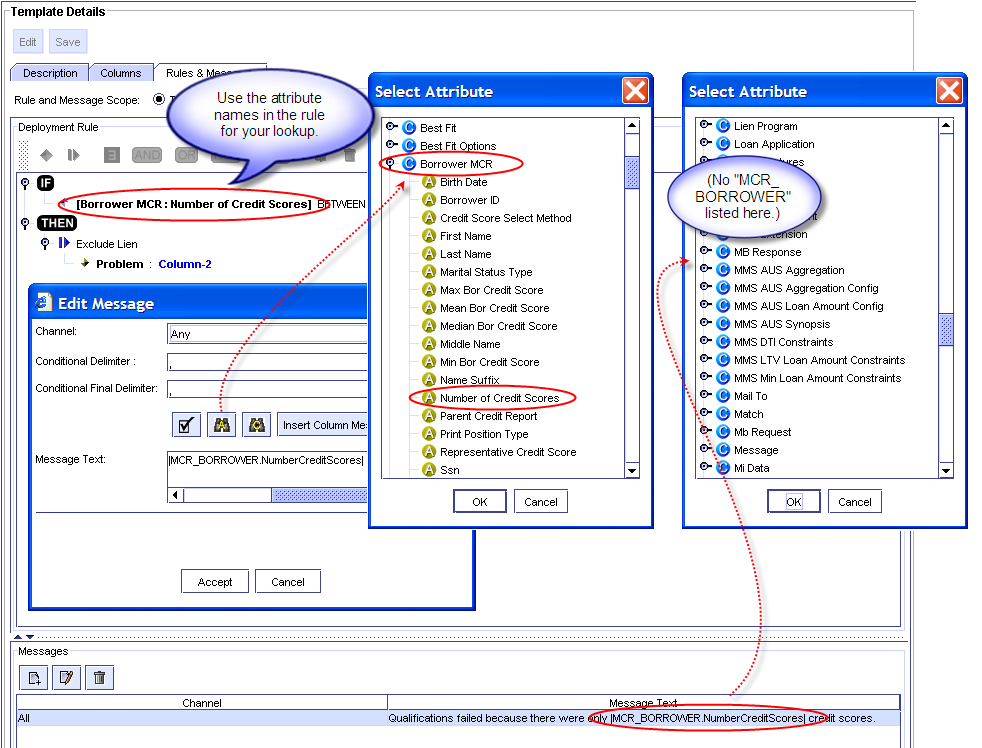 Template Details
Edit
Save
Description
Columns
Rules & Mess
Rule and Message Scope:
Deployment Rule
AND
OR
IF
[Borrower MCR : Number of Credit Scores] BETWEEN
THEN
Exclude Lien
Problem : Column-2
Use the attribute
names in the rule
for your lookup.
Edit Message
Channel:
Any
Conditional Delimiter :
,
Conditional Final Delimiter:
,
Insert Column Me
Message Text:
|MCR_BORROWER.NumberCreditScores|
Accept
Cancel
Select Attribute
Best Fit
Best Fit Options
Borrower MCR
Birth Date
Borrower ID
Credit Score Select Method
First Name
Last Name
Marital Status Type
Max Bor Credit Score
Mean Bor Credit Score
Median Bor Credit Score
Middle Name
Min Bor Credit Score
Name Suffix
Number of Credit Scores
Parent Credit Report
Print Position Type
Representative Credit Score
Ssn
OK
Cancel
Select Attribute
Lien Program
Loan Application
(No "MCR_
BORROWER"
listed here.)
MB Response
MMS AUS Aggregation
MMS AUS Aggregation Config
MMS AUS Loan Amount Config
MMS AUS Synopsis
MMS DTI Constraints
MMS LTV Loan Amount Constraints
MMS Min Loan Amount Constraints
Mail To
Match
Mb Request
Message
Mi Data
OK
Cancel
Messages
Channel
Message Text
All
Qualifications failed because there were only |MCR_BORROWER.NumberCreditScores| credit scores.